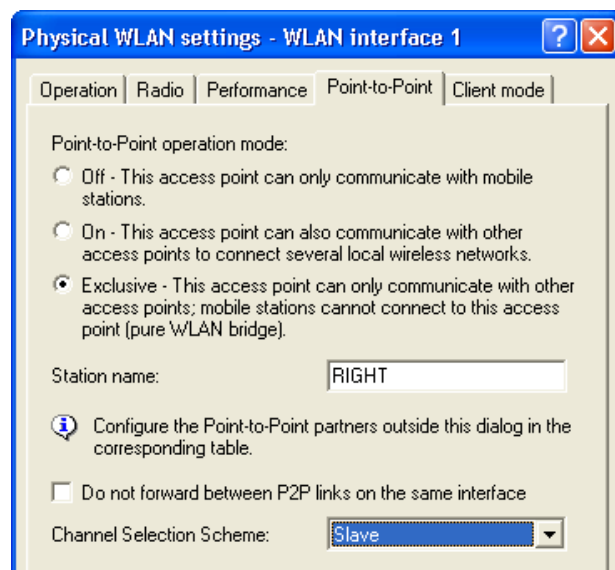 Physical WLAN settings - WLAN interface 1
Operation Radio Performance Point-to-Point Client mode
Point-to-Point operation mode:
Off - This access point can only communicate with mobile
stations.
On - This access point can also communicate with other
access points to connect several local wireless networks.
Exclusive - This access point can only communicate with other
access points; mobile stations cannot connect to this access
point (pure WLAN bridge).
Station name: RIGHT
Configure the Point-to-Point partners outside this dialog in the
corresponding table.
Do not forward between P2P links on the same interface
Channel Selection Scheme: Slave